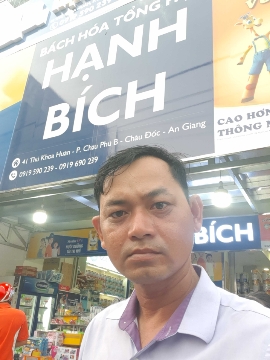 BÁCH HÓA TỔNG H
HẠNH
BÍCH
41 Thủ Khoa Huân - P. Châu Phú B - Châu Đốc - An Giang
0919 590 239 - 0919 690 239
CAO HƠN
THÔNG M
BÍCH